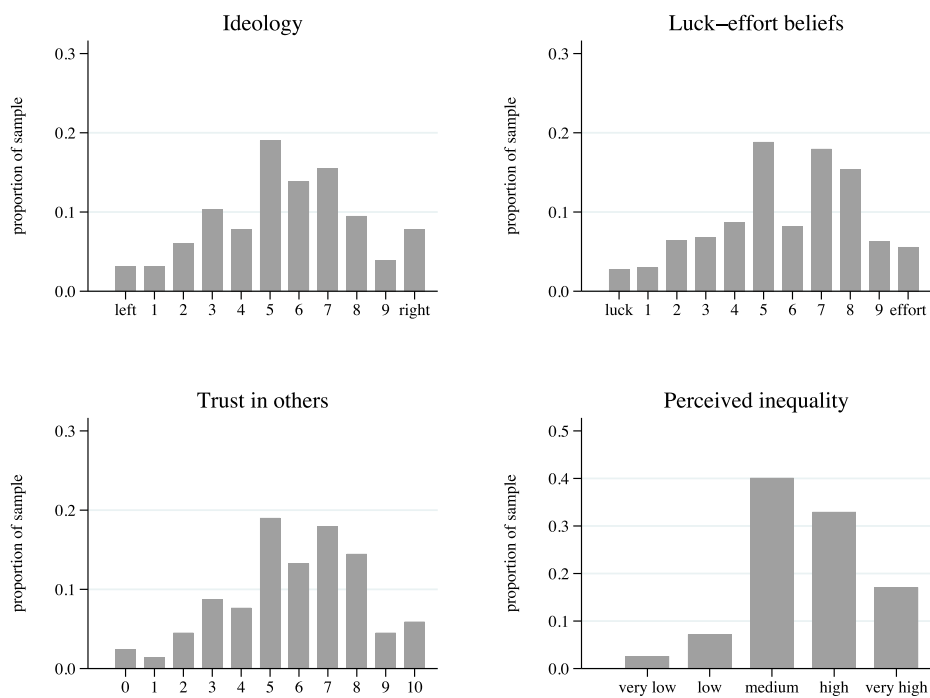 Ideology
proportion of sample
0.3
0.2
0.1
0.0
left 1 2 3 4 5 6 7 8 9 right
Luck–effort beliefs
proportion of sample
0.3
0.2
0.1
0.0
luck 1 2 3 4 5 6 7 8 9 effort
Trust in others
proportion of sample
0.3
0.2
0.1
0.0
0 1 2 3 4 5 6 7 8 9 10
Perceived inequality
proportion of sample
0.5
0.4
0.3
0.2
0.1
0.0
very low low medium high very high